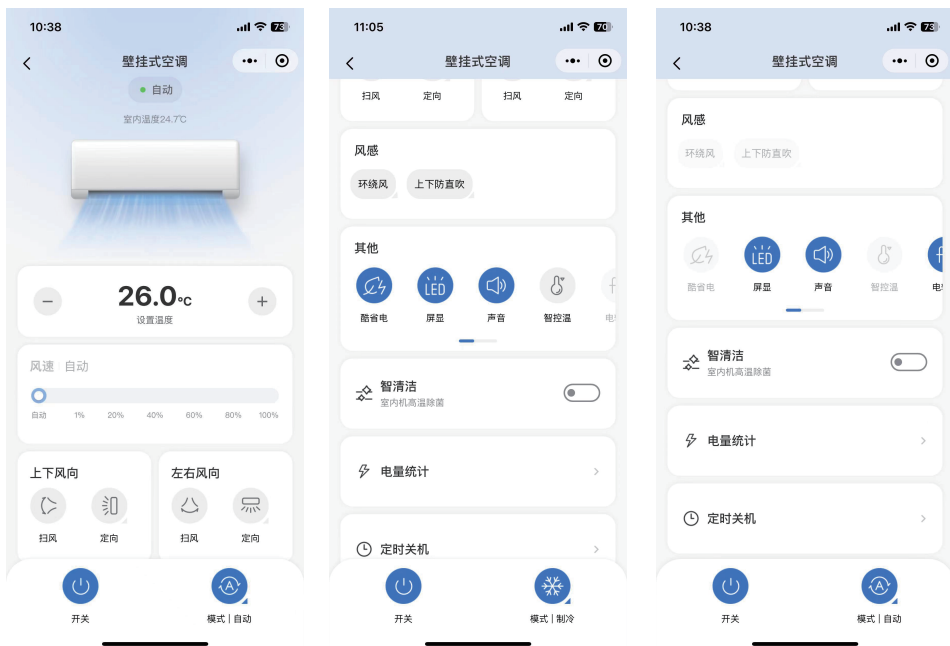 10:38
73
壁挂式空调
自动
室内温度24.7℃
26.0℃
设置温度
风速 自动
自动 1% 20% 40% 60% 80% 100%
上下风向
左右风向
扫风 定向
扫风 定向
开关
模式 | 自动
11:05
70
壁挂式空调
扫风 定向
扫风 定向
风感
环绕风 上下防直吹
其他
LED
酷省电 屏显 声音 智控温
智清洁
室内机高温除菌
电量统计
定时关机
开关
模式 | 制冷
10:38
73
壁挂式空调
风感
环绕风 上下防直吹
其他
LED
酷省电 屏显 声音 智控温
智清洁
室内机高温除菌
电量统计
定时关机
开关
模式 | 自动